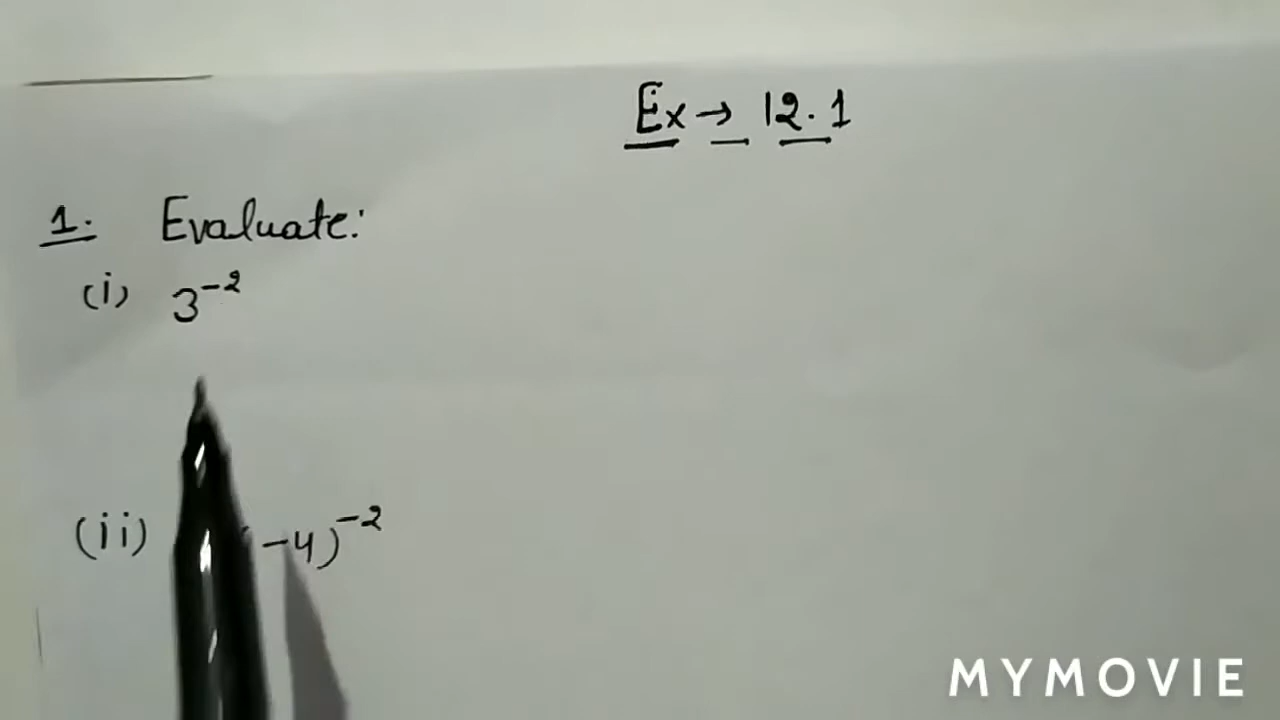 Ex → 12.1
1. Evaluate:
(i) 3⁻²
(ii) (-4)⁻²
MYMOVIE